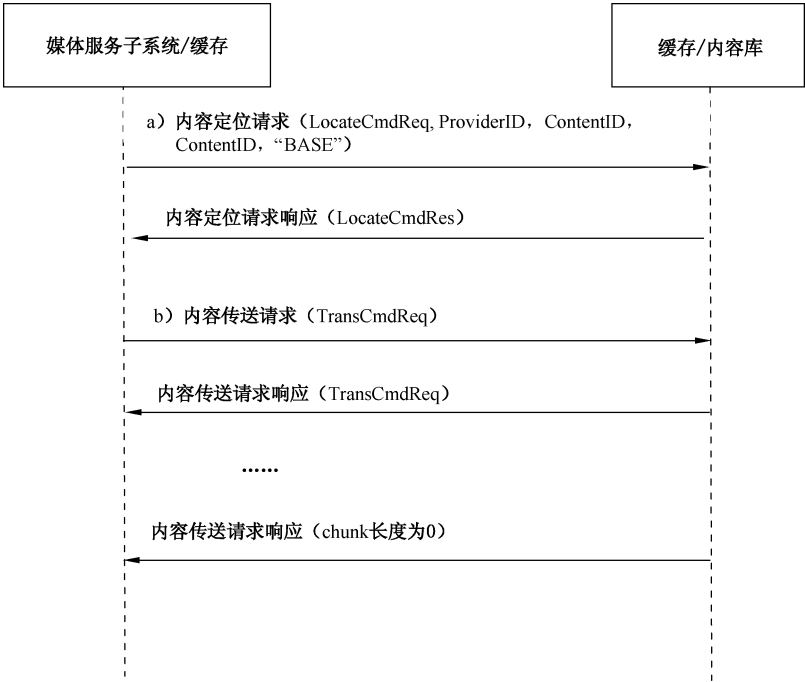 媒体服务子系统/缓存
缓存/内容库
a）内容定位请求（LocateCmdReq, ProviderID，ContentID，
ContentID，“BASE”）
内容定位请求响应（LocateCmdRes）
b）内容传送请求（TransCmdReq）
内容传送请求响应（TransCmdReq）
……
内容传送请求响应（chunk长度为0）